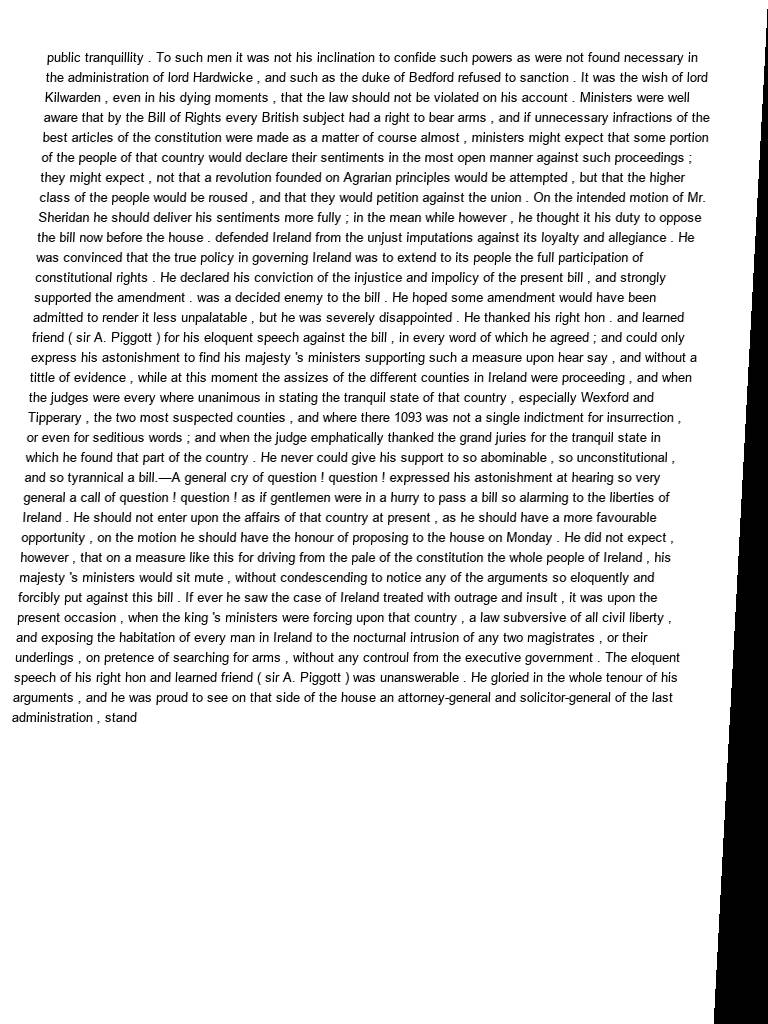 public tranquillity . To such men it was not his inclination to confide such powers as were not found necessary in
the administration of lord Hardwicke , and such as the duke of Bedford refused to sanction . It was the wish of lord
Kilwarden , even in his dying moments , that the law should not be violated on his account . Ministers were well
aware that by the Bill of Rights every British subject had a right to bear arms , and if unnecessary infractions of the
best articles of the constitution were made as a matter of course almost , ministers might expect that some portion
of the people of that country would declare their sentiments in the most open manner against such proceedings ;
they might expect , not that a revolution founded on Agrarian principles would be attempted , but that the higher
class of the people would be roused , and that they would petition against the union . On the intended motion of Mr.
Sheridan he should deliver his sentiments more fully ; in the mean while however , he thought it his duty to oppose
the bill now before the house . defended Ireland from the unjust imputations against its loyalty and allegiance . He
was convinced that the true policy in governing Ireland was to extend to its people the full participation of
constitutional rights . He declared his conviction of the injustice and impolicy of the present bill , and strongly
supported the amendment . was a decided enemy to the bill . He hoped some amendment would have been
admitted to render it less unpalatable , but he was severely disappointed . He thanked his right hon . and learned
friend ( sir A. Piggott ) for his eloquent speech against the bill , in every word of which he agreed ; and could only
express his astonishment to find his majesty 's ministers supporting such a measure upon hear say , and without a
tittle of evidence , while at this moment the assizes of the different counties in Ireland were proceeding , and when
the judges were every where unanimous in stating the tranquil state of that country , especially Wexford and
Tipperary , the two most suspected counties , and where there 1093 was not a single indictment for insurrection ,
or even for seditious words ; and when the judge emphatically thanked the grand juries for the tranquil state in
which he found that part of the country . He never could give his support to so abominable , so unconstitutional ,
and so tyrannical a bill.—A general cry of question ! question ! expressed his astonishment at hearing so very
general a call of question ! question ! as if gentlemen were in a hurry to pass a bill so alarming to the liberties of
Ireland . He should not enter upon the affairs of that country at present , as he should have a more favourable
opportunity , on the motion he should have the honour of proposing to the house on Monday . He did not expect ,
however , that on a measure like this for driving from the pale of the constitution the whole people of Ireland , his
majesty 's ministers would sit mute , without condescending to notice any of the arguments so eloquently and
forcibly put against this bill . If ever he saw the case of Ireland treated with outrage and insult , it was upon the
present occasion , when the king 's ministers were forcing upon that country , a law subversive of all civil liberty ,
and exposing the habitation of every man in Ireland to the nocturnal intrusion of any two magistrates , or their
underlings , on pretence of searching for arms , without any controul from the executive government . The eloquent
speech of his right hon and learned friend ( sir A. Piggott ) was unanswerable . He gloried in the whole tenour of his
arguments , and he was proud to see on that side of the house an attorney-general and solicitor-general of the last
administration , stand